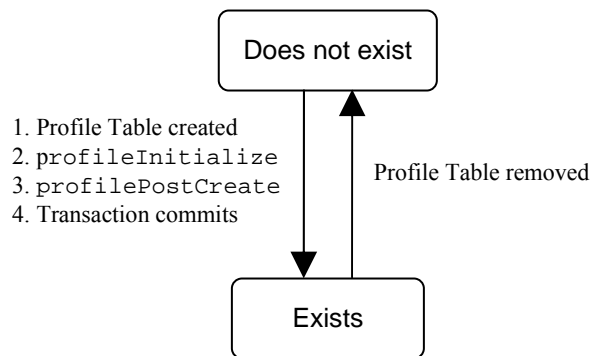 Does not exist
1. Profile Table created
2. profileInitialize
3. profilePostCreate
4. Transaction commits
Profile Table removed
Exists